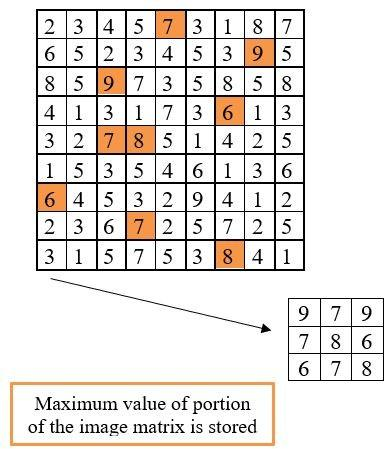 2 3 4 5 7 3 1 8 7
6 5 2 3 4 5 3 9 5
8 5 9 7 3 5 8 5 8
4 1 3 1 7 3 6 1 3
3 2 7 8 5 1 4 2 5
1 5 3 5 4 6 1 3 6
6 4 5 3 2 9 4 1 2
2 3 6 7 2 5 7 2 5
3 1 5 7 5 3 8 4 1
9 7 9
7 8 6
6 7 8
Maximum value of portion
of the image matrix is stored